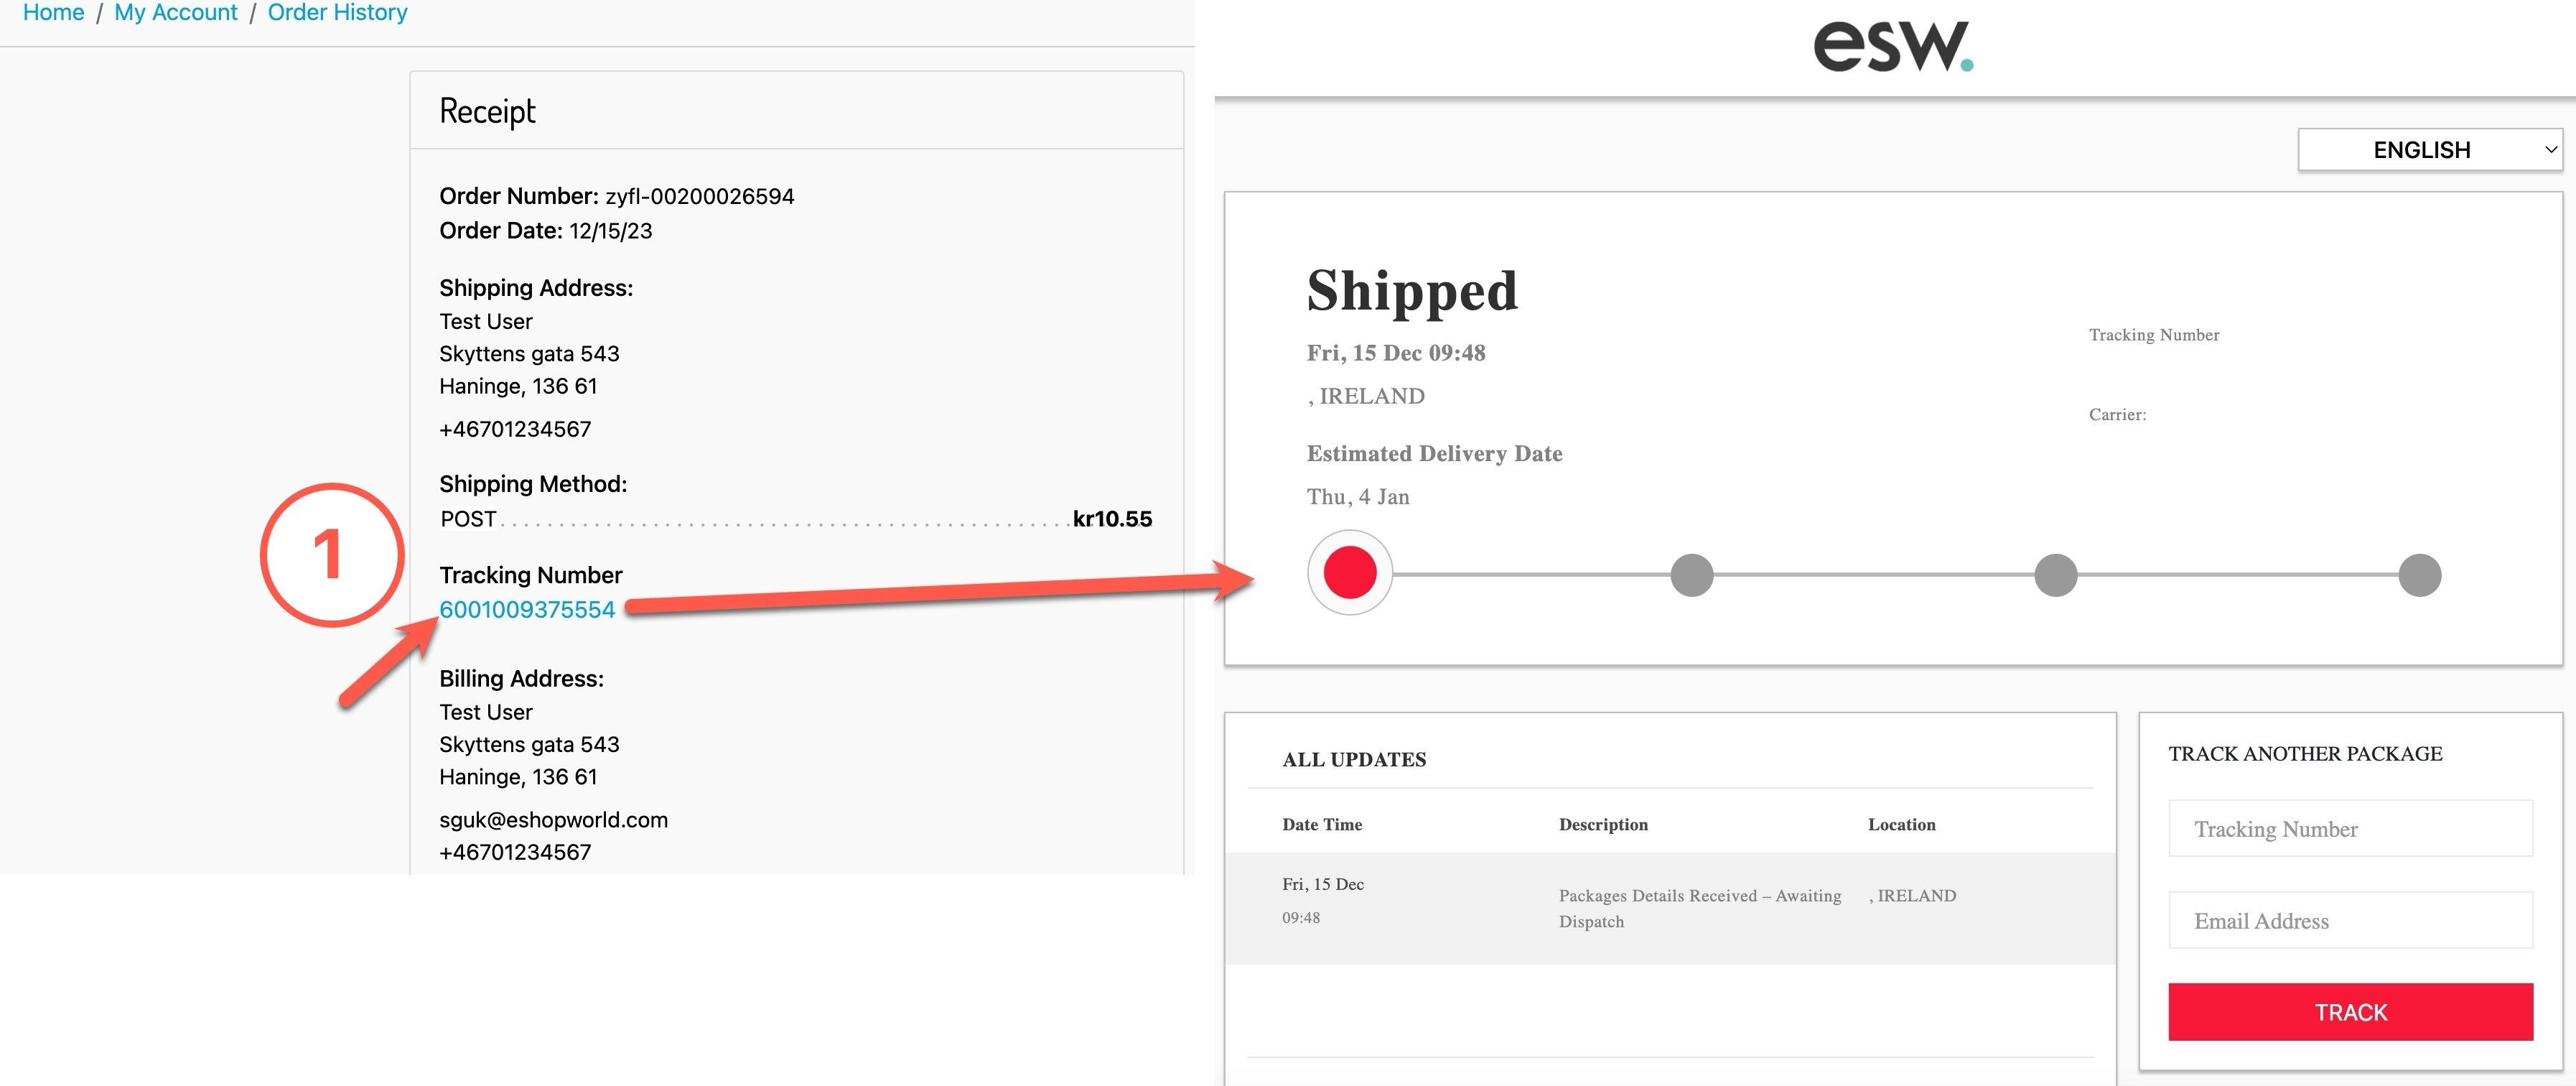 Home / My Account / Order History
Receipt
Order Number: zyfl-00200026594
Order Date: 12/15/23
Shipping Address:
Test User
Skyttens gata 543
Haninge, 136 61
+46701234567
Shipping Method:
POST kr10.55
1
Tracking Number
6001009375554
Billing Address:
Test User
Skyttens gata 543
Haninge, 136 61
sguk@eshopworld.com
+46701234567
esw.
ENGLISH
Shipped
Fri, 15 Dec 09:48
, IRELAND
Estimated Delivery Date
Thu, 4 Jan
Tracking Number
Carrier:
ALL UPDATES
Date Time Description Location
Fri, 15 Dec
09:48
Packages Details Received – Awaiting
Dispatch
, IRELAND
TRACK ANOTHER PACKAGE
Tracking Number
Email Address
TRACK